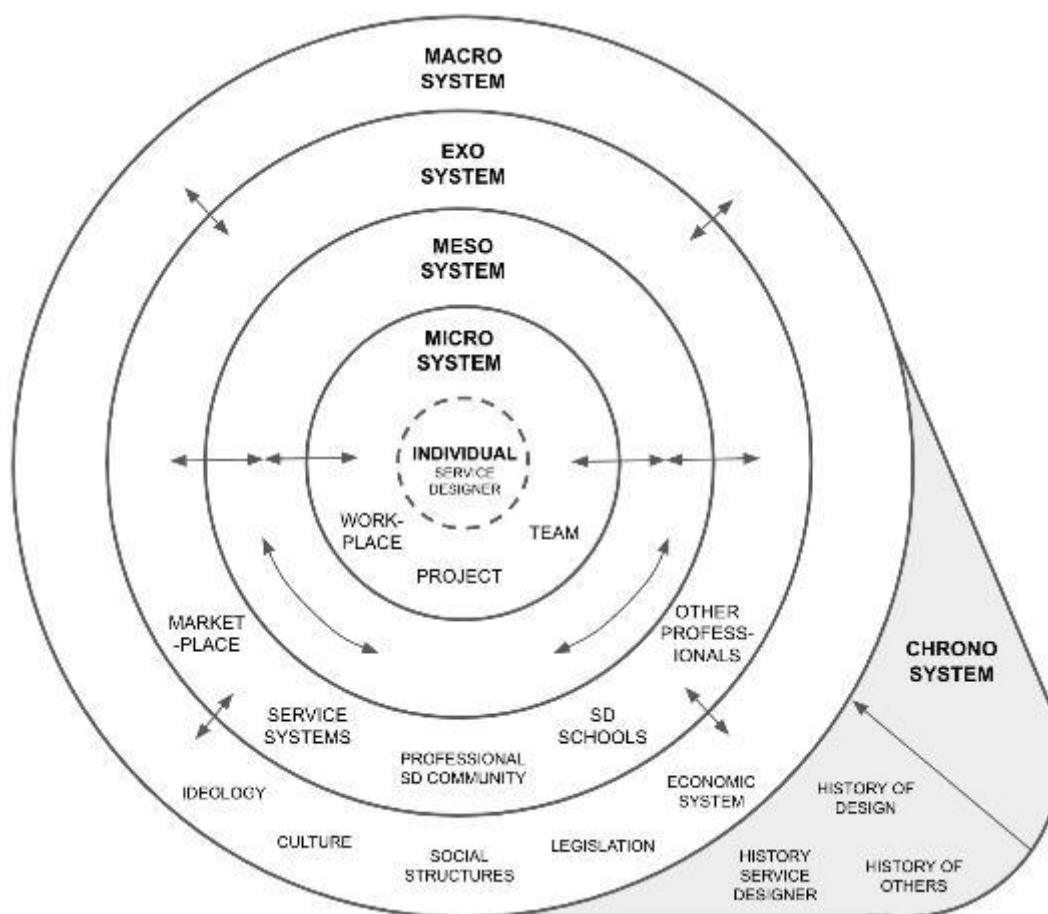 MACRO
SYSTEM
EXO
SYSTEM
MESO
SYSTEM
MICRO
SYSTEM
INDIVIDUAL
SERVICE
DESIGNER
WORK-
PLACE
TEAM
PROJECT
MARKET
-PLACE
OTHER
PROFESS-
IONALS
SERVICE
SYSTEMS
SD
SCHOOLS
PROFESSIONAL
SD COMMUNITY
IDEOLOGY
ECONOMIC
SYSTEM
CULTURE
SOCIAL
STRUCTURES
LEGISLATION
CHRONO
SYSTEM
HISTORY OF
DESIGN
HISTORY
SERVICE
DESIGNER
HISTORY OF
OTHERS